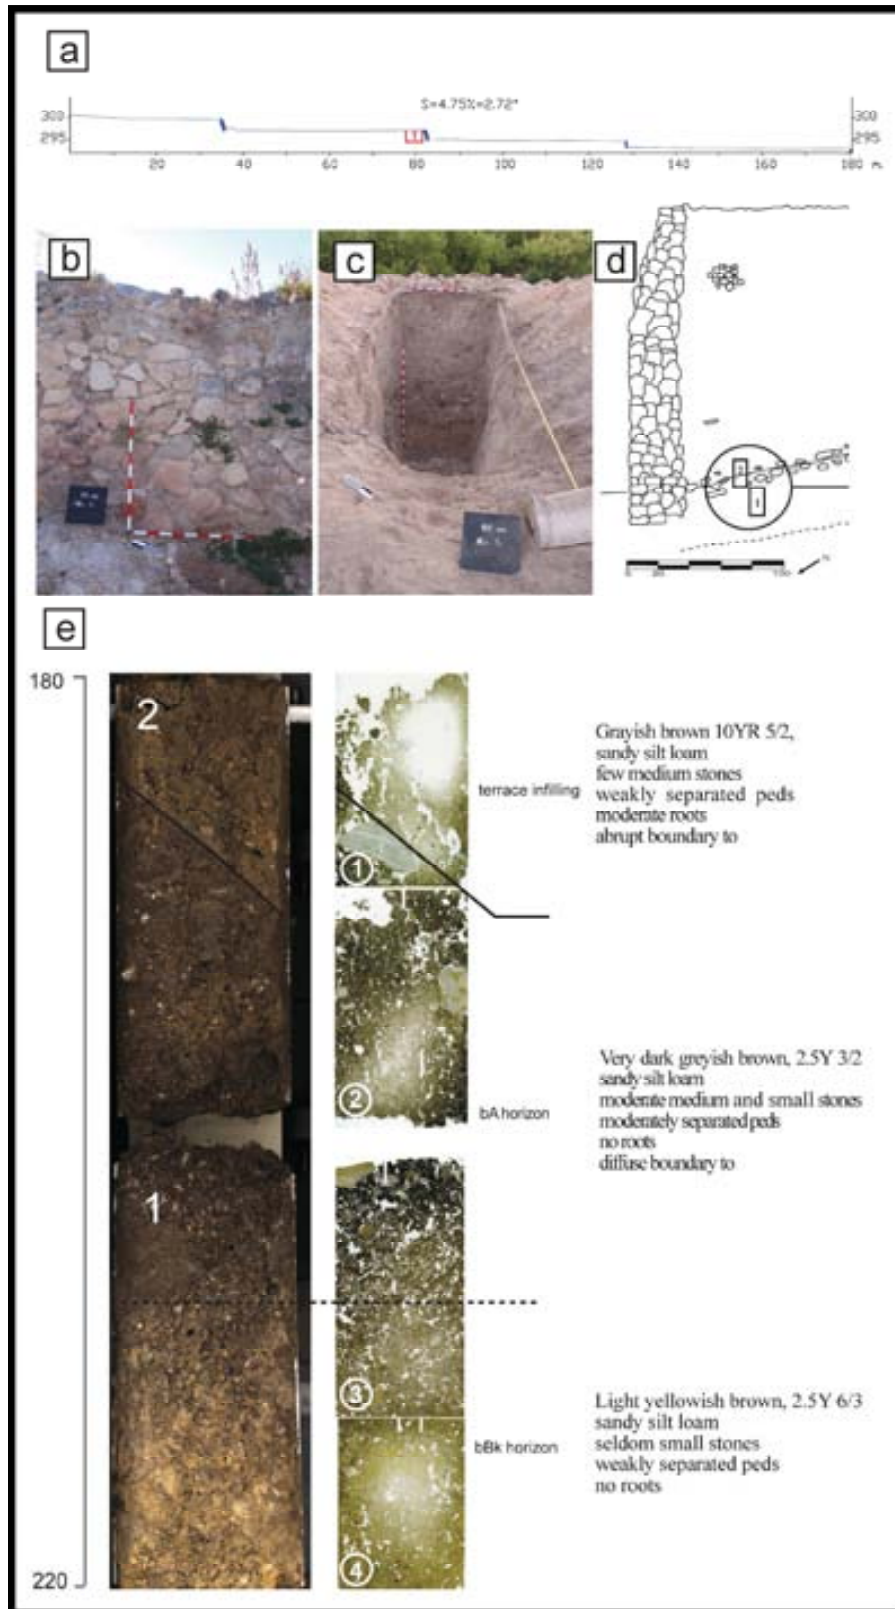 a
S=4.75%=2.72°
300
300
295
295
20
40
60
80
100
120
140
160
180
m.
b
c
d
e
180
2
terrace infilling
Grayish brown 10YR 5/2,
sandy silt loam
few medium stones
weakly separated peds
moderate roots
abrupt boundary to
1
2
bA horizon
Very dark greyish brown, 2.5Y 3/2
sandy silt loam
moderate medium and small stones
moderately separated peds
no roots
diffuse boundary to
1
3
bBk horizon
Light yellowish brown, 2.5Y 6/3
sandy silt loam
seldom small stones
weakly separated peds
no roots
4
220